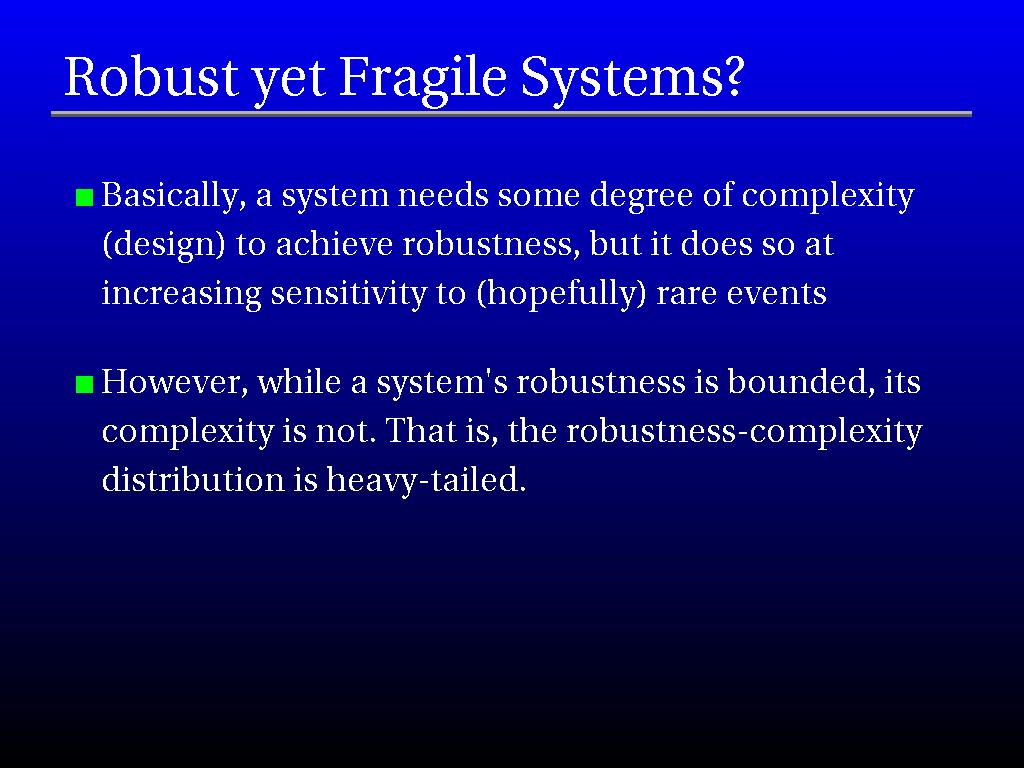 Robust yet Fragile Systems?
Basically, a system needs some degree of complexity
(design) to achieve robustness, but it does so at
increasing sensitivity to (hopefully) rare events
However, while a system's robustness is bounded, its
complexity is not. That is, the robustness-complexity
distribution is heavy-tailed.